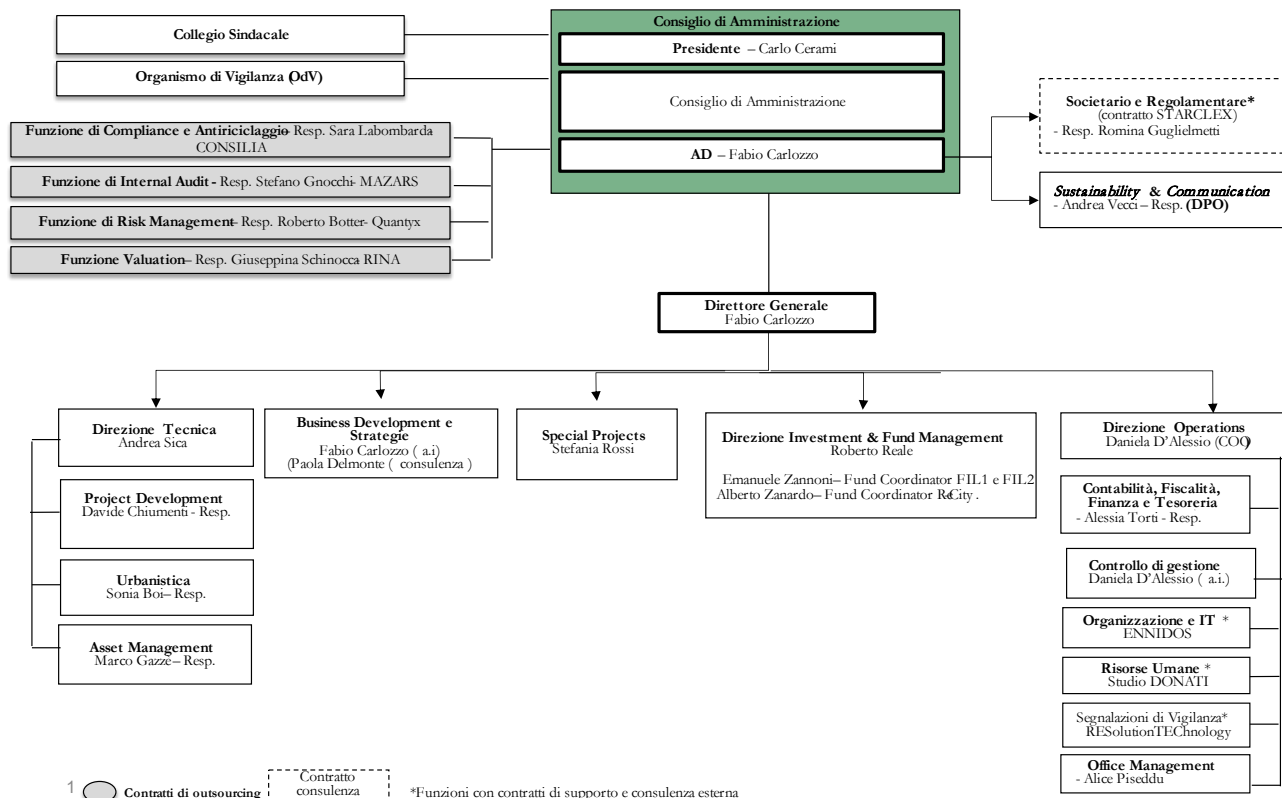 Consiglio di Amministrazione
Presidente – Carlo Cerami
Consiglio di Amministrazione
AD – Fabio Carlozzo
Collegio Sindacale
Organismo di Vigilanza (OdV)
Funzione di Compliance e Antiriciclaggio- Resp. Sara Labombarda
CONSILIA
Funzione di Internal Audit - Resp. Stefano Gnocchi- MAZARS
Funzione di Risk Management– Resp. Roberto Botter- Quantyx
Funzione Valuation– Resp. Giuseppina Schinocca- RINA
Societario e Regolamentare*
(contratto STARCLEX)
- Resp. Romina Guglielmetti
Sustainability & Communication
- Andrea Vecci – Resp. (DPO)
Direttore Generale
Fabio Carlozzo
Direzione Tecnica
Andrea Sica
Project Development
Davide Chiumenti - Resp.
Urbanistica
Sonia Boi– Resp.
Asset Management
Marco Gazze– Resp.
Business Development e
Strategie
Fabio Carlozzo ( a.i)
(Paola Delmonte ( consulenza )
Special Projects
Stefania Rossi
Direzione Investment & Fund Management
Roberto Reale
Emanuele Zannoni– Fund Coordinator FIL1 e FIL2
Alberto Zanardo– Fund Coordinator ReCity .
Direzione Operations
Daniela D'Alessio (COO)
Contabilità, Fiscalità,
Finanza e Tesoreria
- Alessia Torti - Resp.
Controllo di gestione
Daniela D'Alessio ( a.i.)
Organizzazione e IT *
ENNIDOS
Risorse Umane *
Studio DONATI
Segnalazioni di Vigilanza*
RESolutionTEChnology
Office Management
- Alice Piseddu
1
Contratti di outsourcing
Contratto
consulenza
*Funzioni con contratti di supporto e consulenza esterna